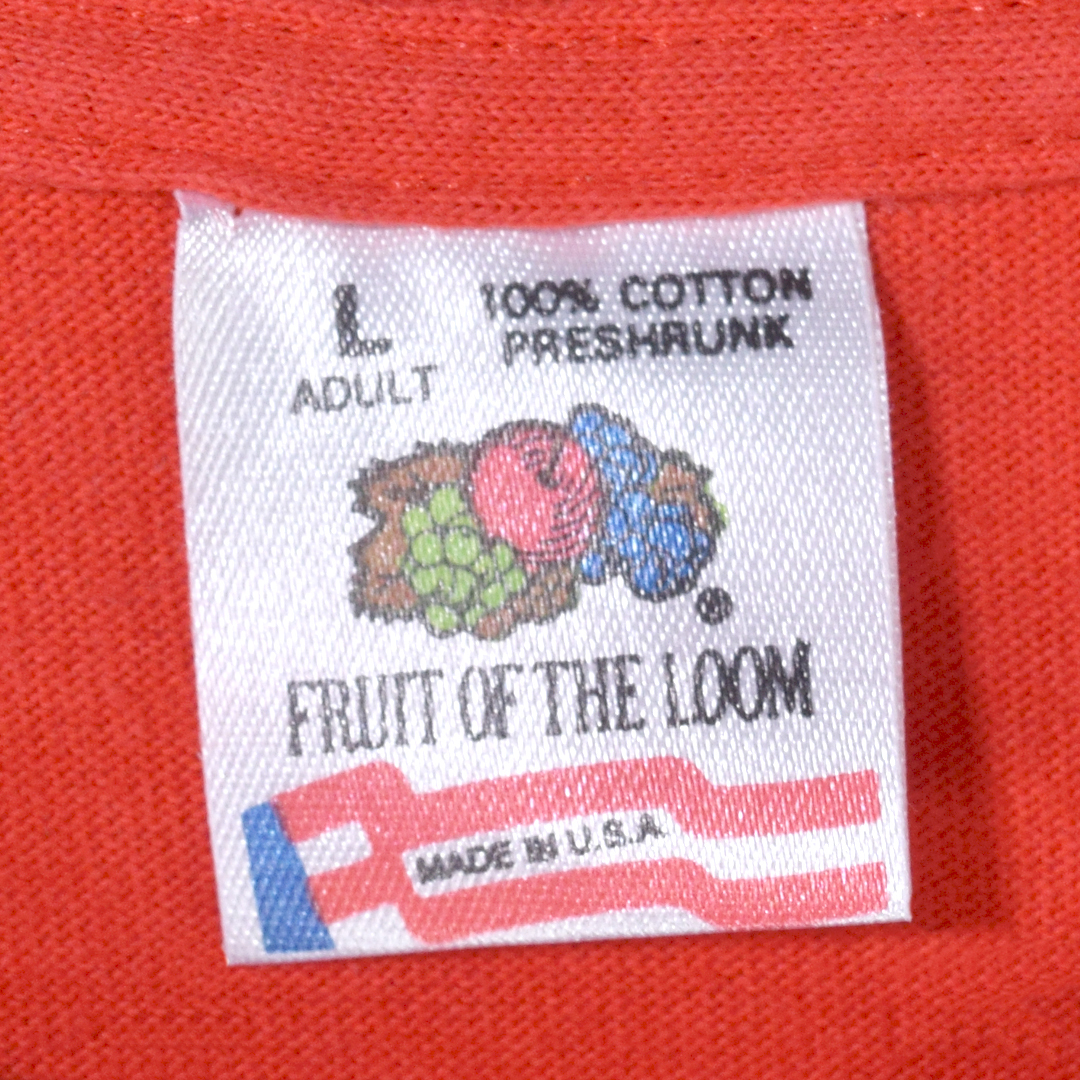 L
100% COTTON
PRESHRUNK
ADULT
®
FRUIT OF THE LOOM
MADE IN U.S.A.